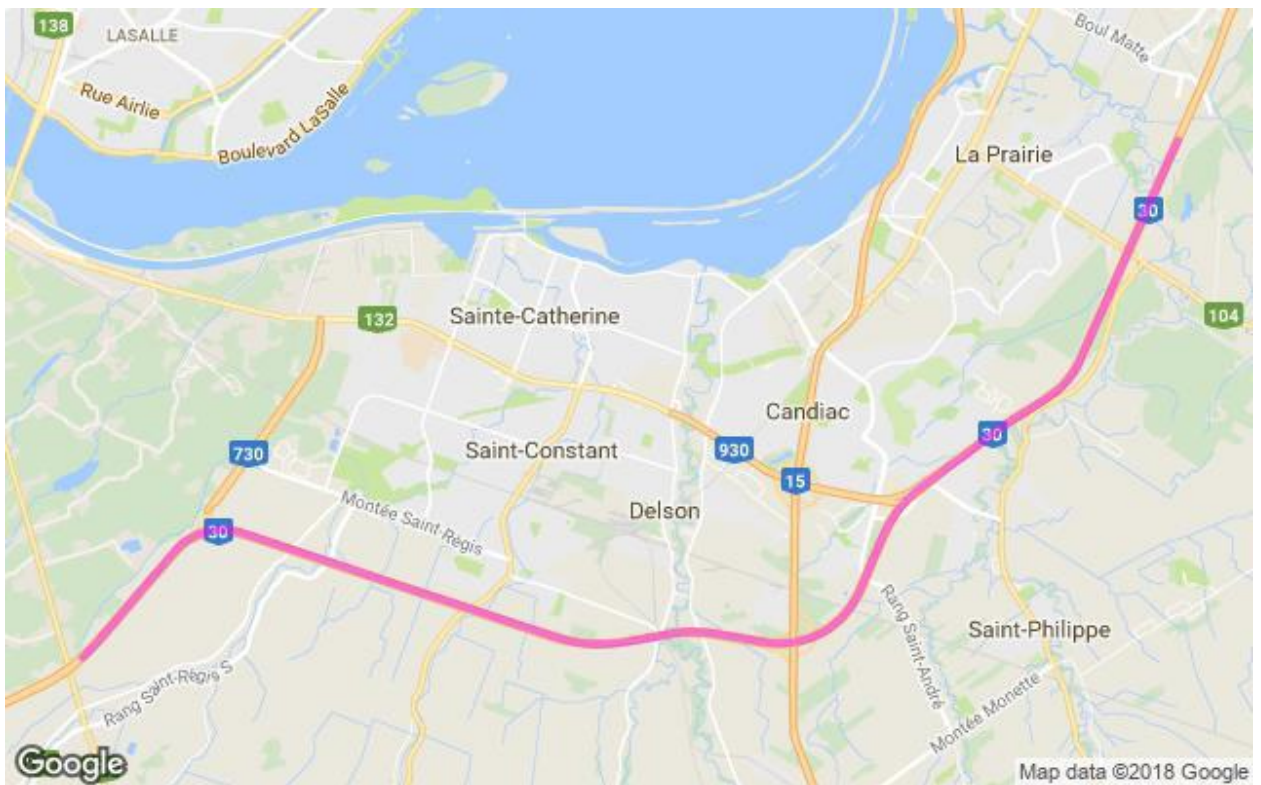 138
LASALLE
Boul Matte
Rue Airlie
Boulevard LaSalle
La Prairie
30
132
Sainte-Catherine
104
Candiac
30
730
Saint-Constant
930
15
Montée Saint-Régis
Delson
30
Rang Saint-André
Saint-Philippe
Rang Saint-Régis S
Montée Monette
Google
Map data ©2018 Google